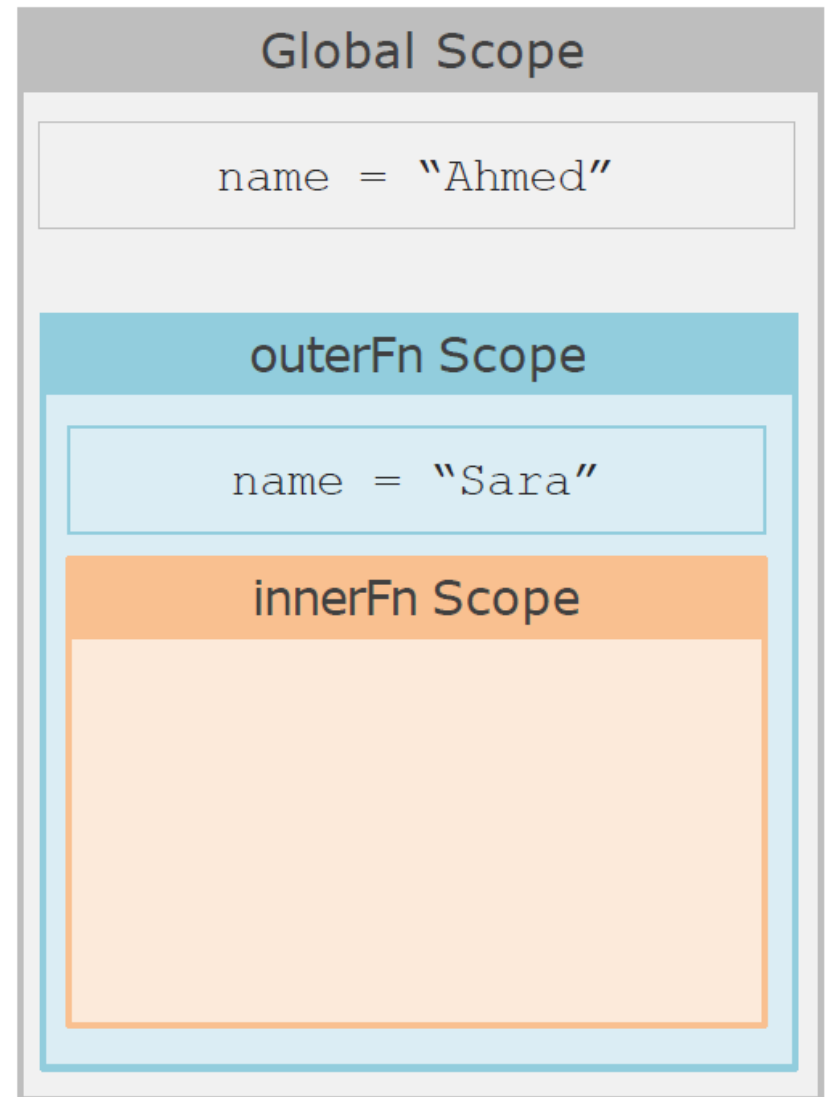 Global Scope
name = “Ahmed”
outerFn Scope
name = “Sara”
innerFn Scope